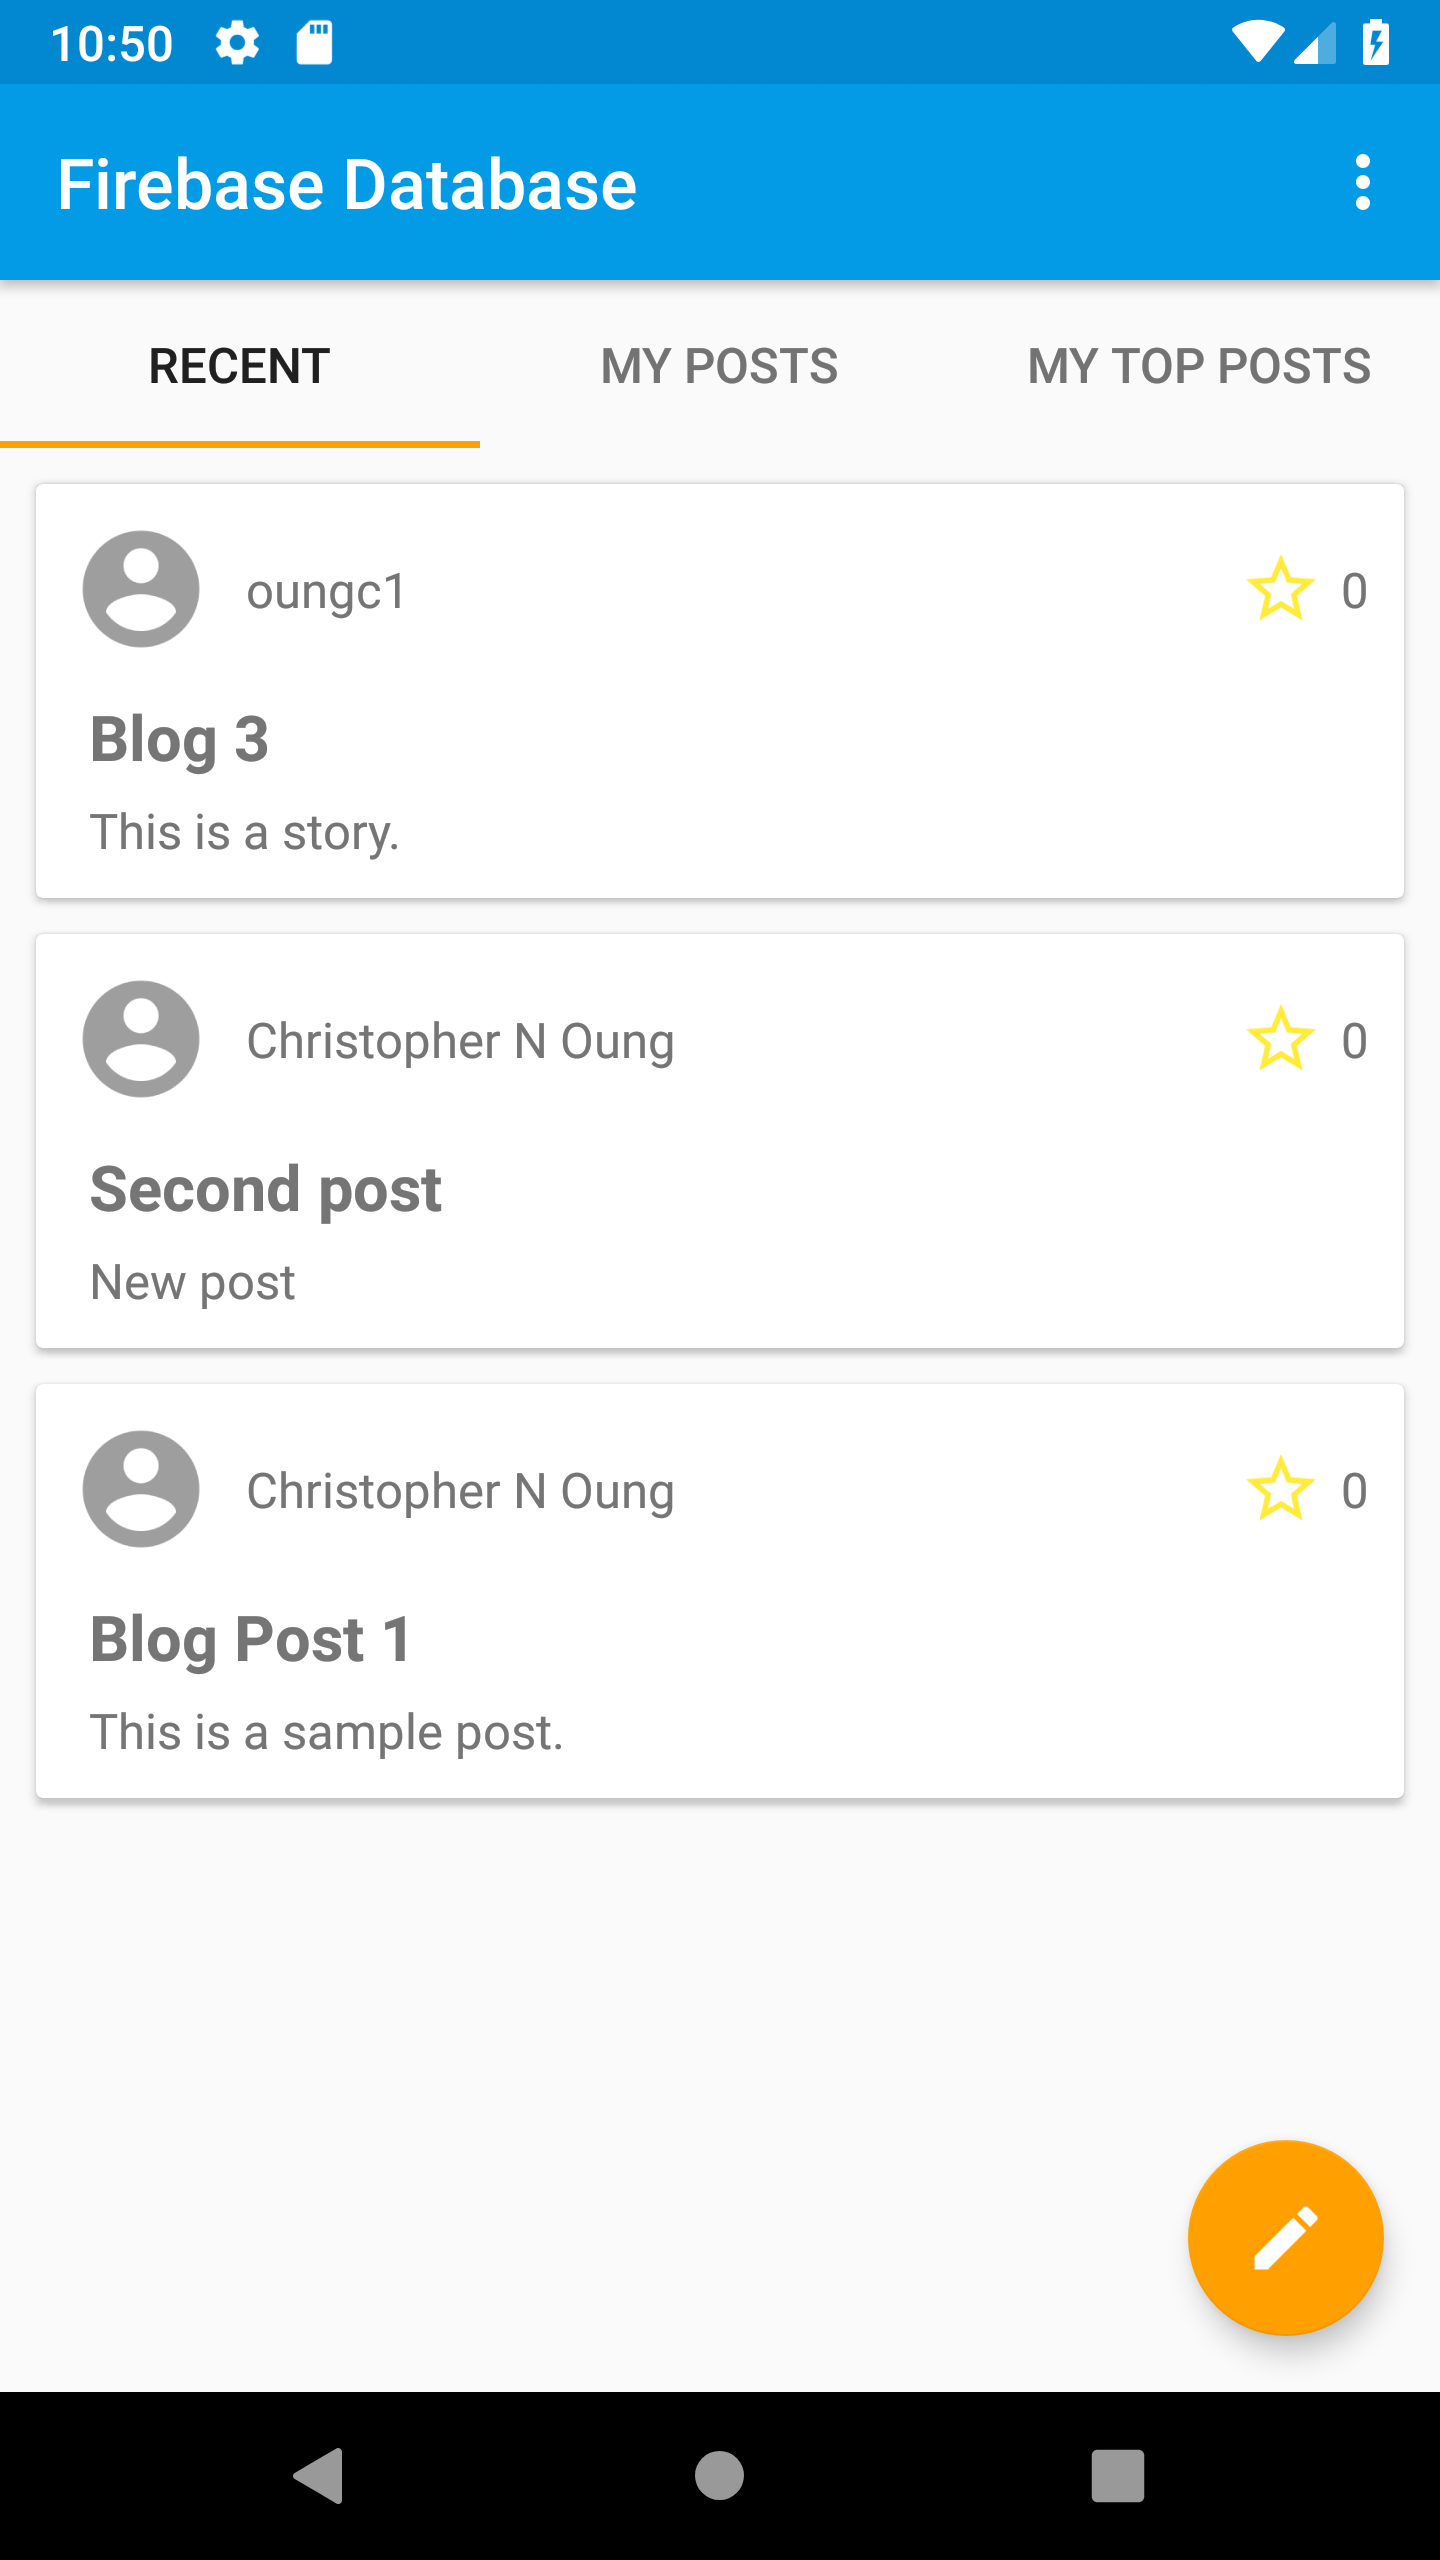 10:50
Firebase Database
RECENT MY POSTS MY TOP POSTS
oungc1 0
Blog 3
This is a story.
Christopher N Oung 0
Second post
New post
Christopher N Oung 0
Blog Post 1
This is a sample post.